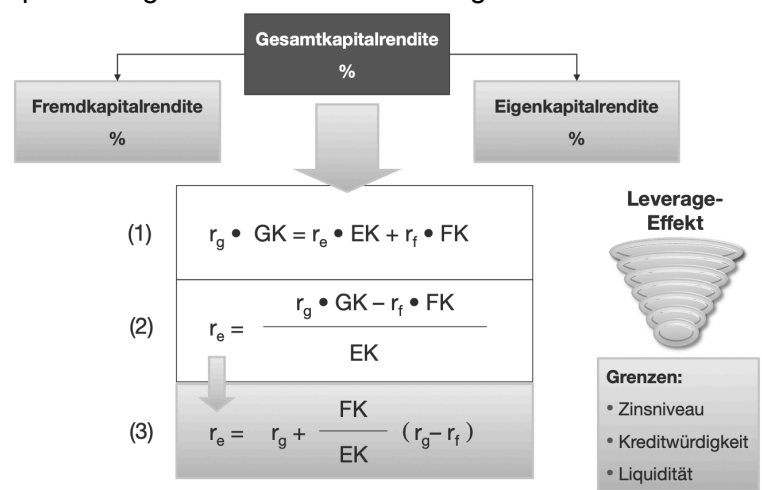 Gesamtkapitalrendite
%
Fremdkapitalrendite
%
Eigenkapitalrendite
%
(1) r_g • GK = r_e • EK + r_f • FK
(2) r_e = r_g • GK – r_f • FK
EK
(3) r_e = r_g + FK ( r_g – r_f )
EK
Leverage-
Effekt
Grenzen:
• Zinsniveau
• Kreditwürdigkeit
• Liquidität